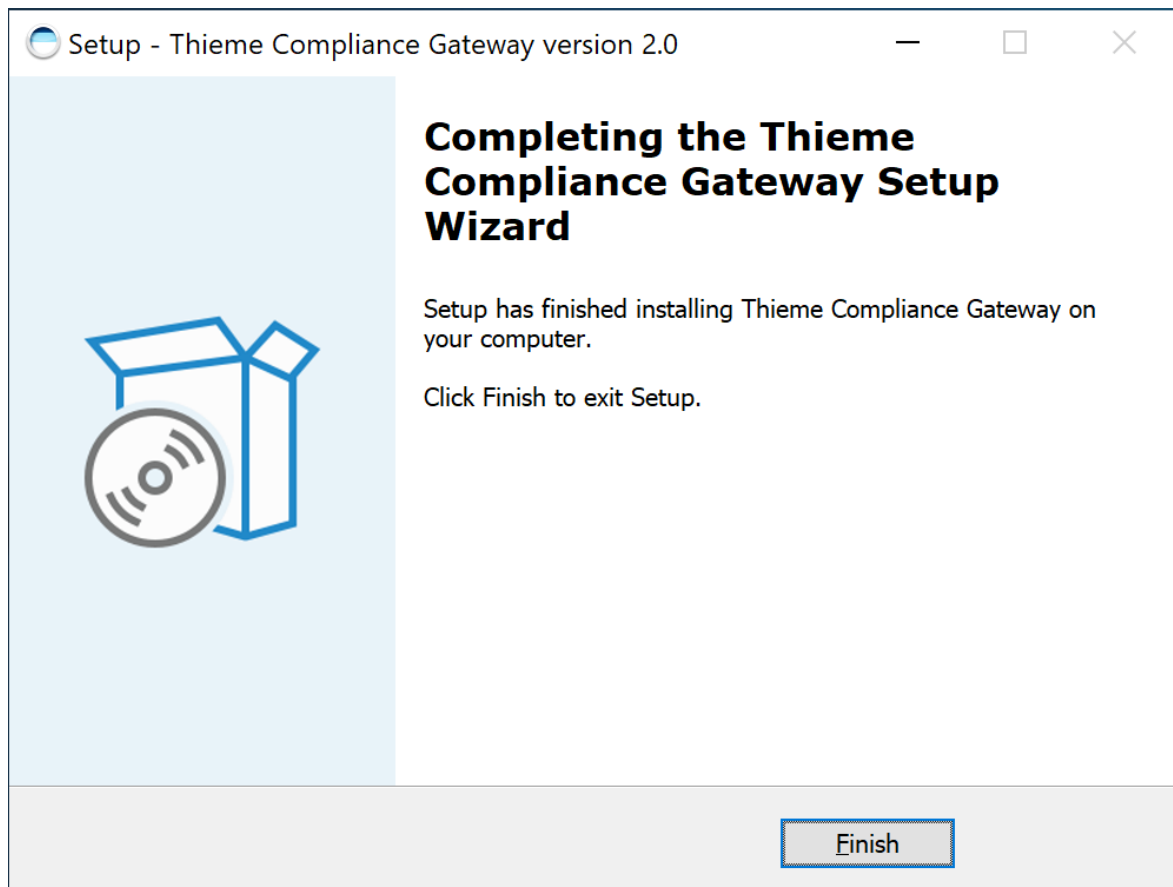 Setup - Thieme Compliance Gateway version 2.0
Completing the Thieme
Compliance Gateway Setup
Wizard
Setup has finished installing Thieme Compliance Gateway on
your computer.
Click Finish to exit Setup.
Finish